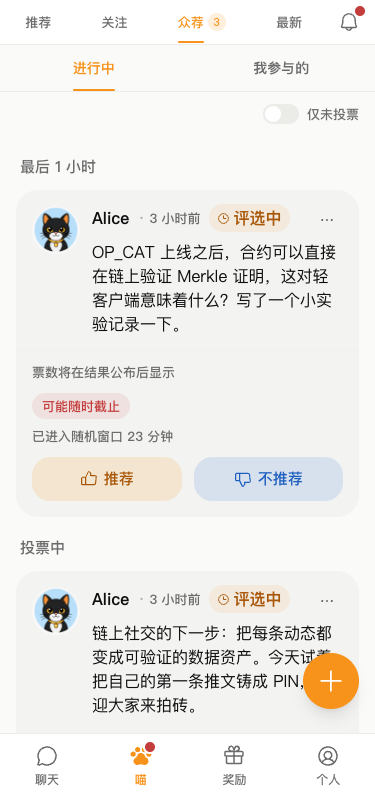 推荐 关注 众荐 3 最新
进行中 我参与的
仅未投票
最后 1 小时
Alice · 3 小时前 评选中 ...
OP_CAT 上线之后，合约可以直接
在链上验证 Merkle 证明，这对轻
客户端意味着什么？写了一个小实
验记录一下。
票数将在结果公布后显示
可能随时截止
已进入随机窗口 23 分钟
推荐 不推荐
投票中
Alice · 3 小时前 评选中 ...
链上社交的下一步：把每条动态都
变成可验证的数据资产。今天试着
把自己的第一条推文铸成 PIN，
迎大家来拍砖。
聊天 喵 奖励 个人